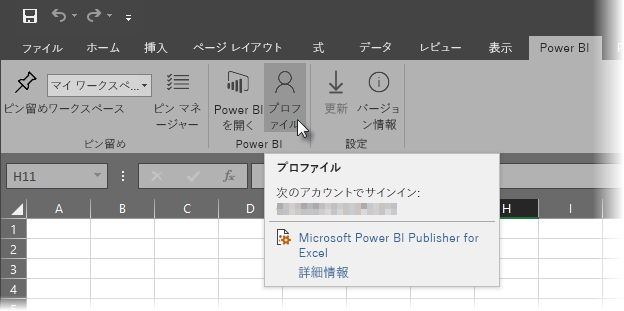 ファイル ホーム 挿入 ページ レイアウト 式 データ レビュー 表示 Power BI
マイ ワークスペ...
ピン留め
ワークスペース
ピン マネ
ージャー
Power BI
を開く
プロフ
ァイル
更新
バージョ
ン情報
ピン留め Power BI 設定
H11 fx
プロファイル
次のアカウントでサインイン:
Microsoft Power BI Publisher for
Excel
詳細情報
A B C D H I
1
2
3
4